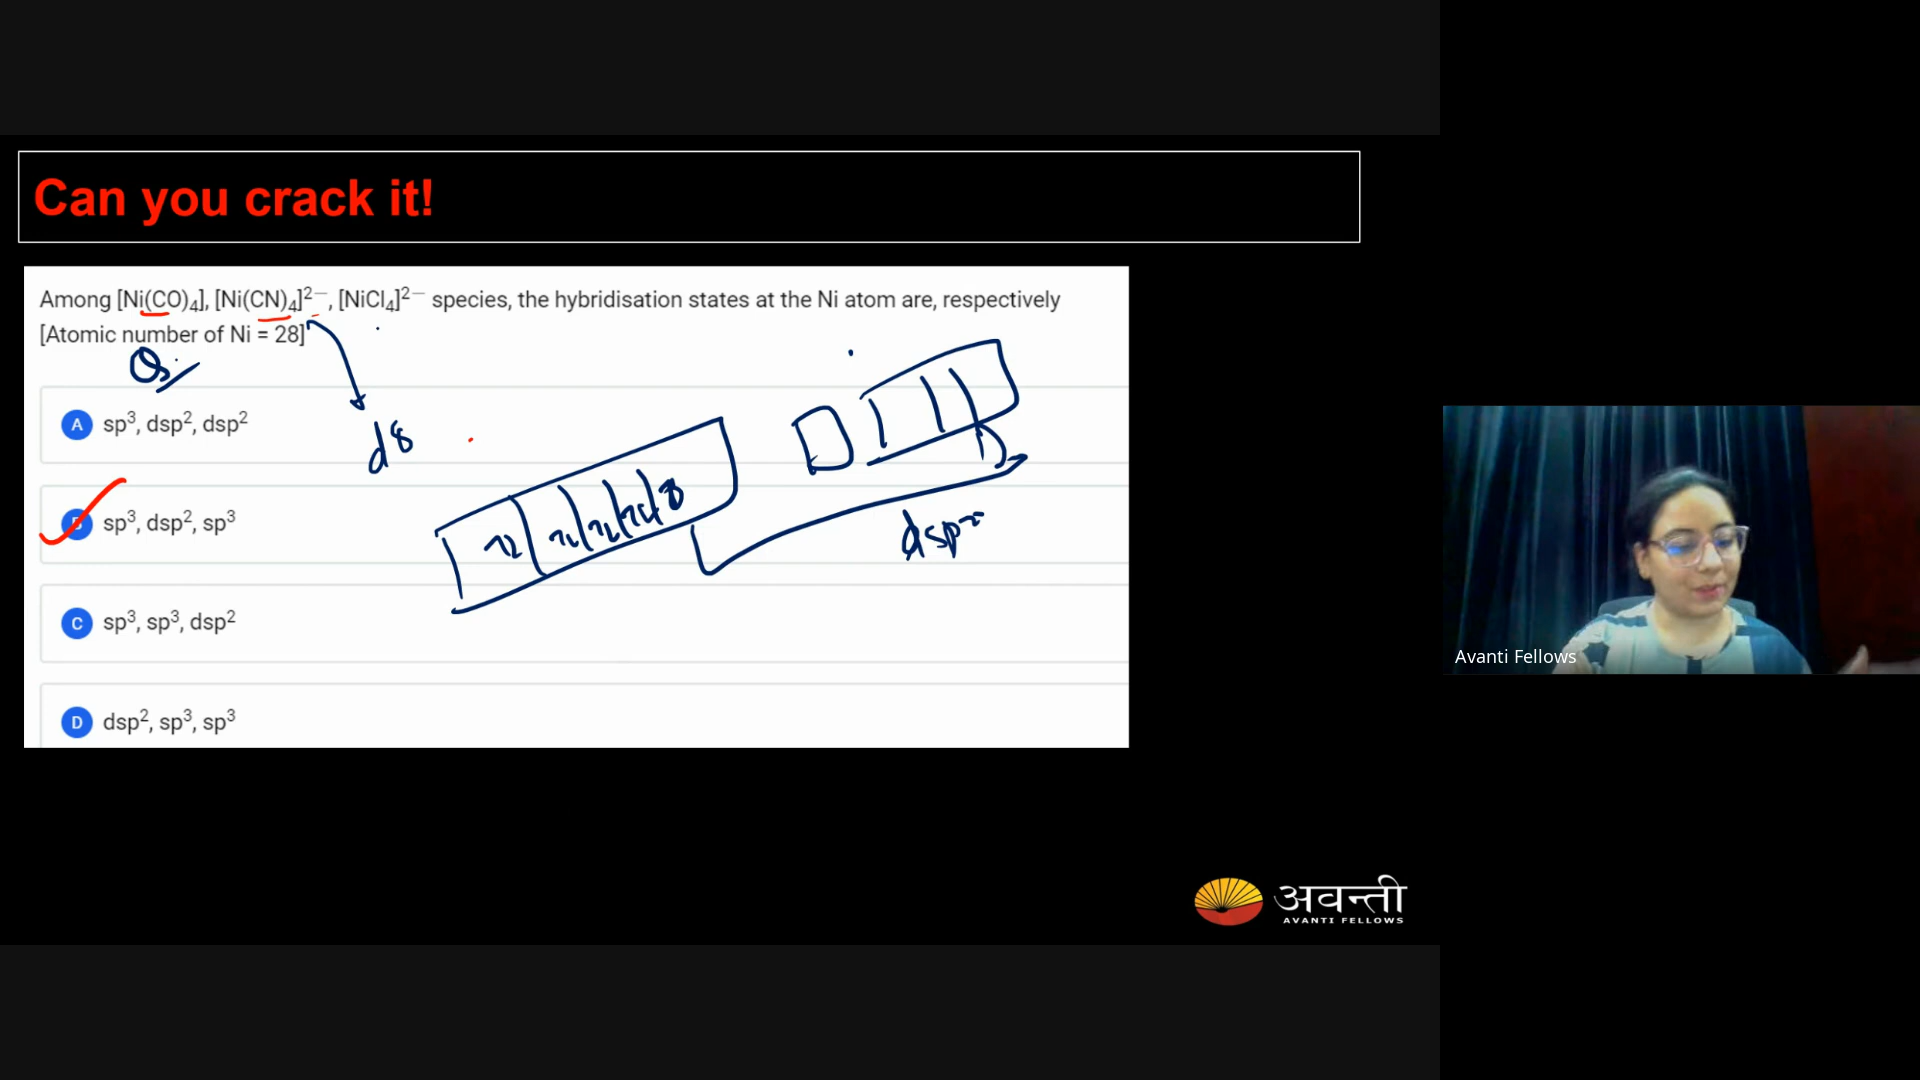 Can you crack it!
Among [Ni(CO)₄], [Ni(CN)₄]²⁻, [NiCl₄]²⁻ species, the hybridisation states at the Ni atom are, respectively
[Atomic number of Ni = 28]
d8
A sp³, dsp², dsp²
B sp³, dsp², sp³
dsp²
C sp³, sp³, dsp²
D dsp², sp³, sp³
Avanti Fellows
अवन्ती
AVANTI FELLOWS